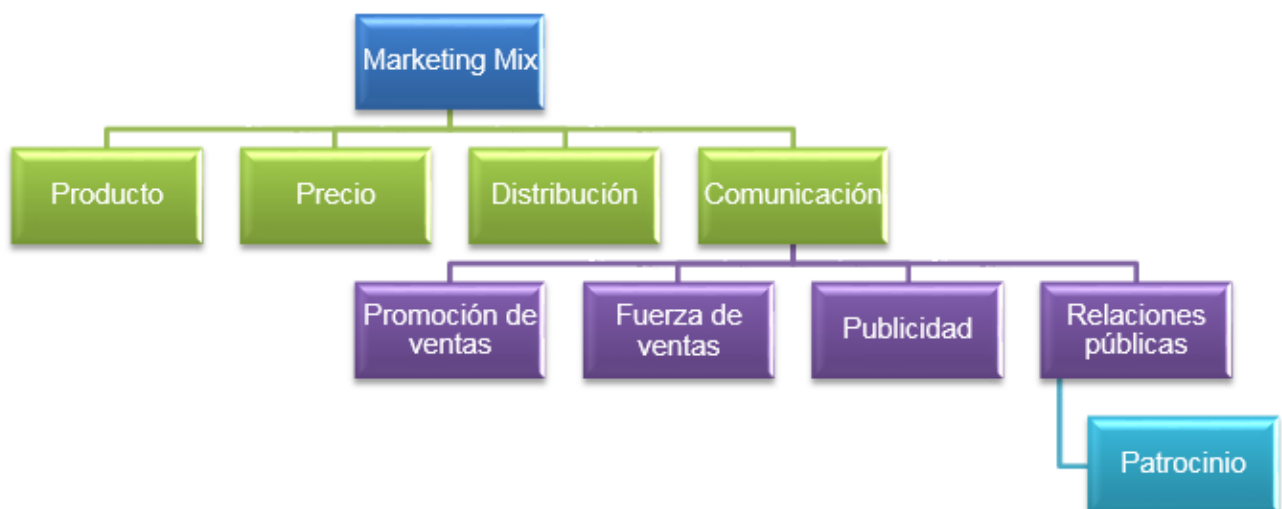 Marketing Mix
Producto
Precio
Distribución
Comunicación
Promoción de
ventas
Fuerza de
ventas
Publicidad
Relaciones
públicas
Patrocinio